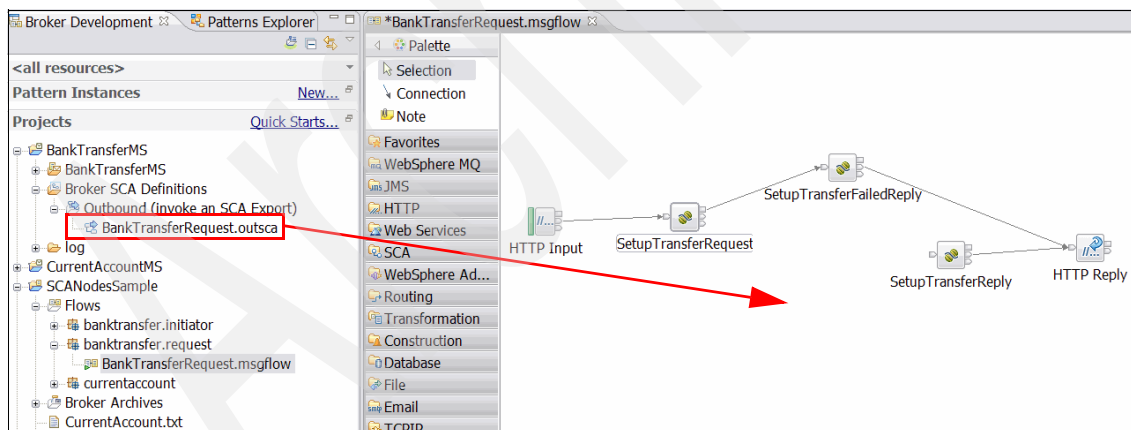 Broker Development
Patterns Explorer
<all resources>
Pattern Instances
New...
Projects
Quick Starts...
BankTransferMS
BankTransferMS
Broker SCA Definitions
Outbound (invoke an SCA Export)
BankTransferRequest.outsca
log
CurrentAccountMS
SCANodesSample
Flows
banktransfer.initiator
banktransfer.request
BankTransferRequest.msgflow
currentaccount
Broker Archives
CurrentAccount.txt
*BankTransferRequest.msgflow
Palette
Selection
Connection
Note
Favorites
WebSphere MQ
JMS
HTTP
Web Services
SCA
WebSphere Ad...
Routing
Transformation
Construction
Database
File
Email
TCPIP
HTTP Input
SetupTransferRequest
SetupTransferFailedReply
SetupTransferReply
HTTP Reply